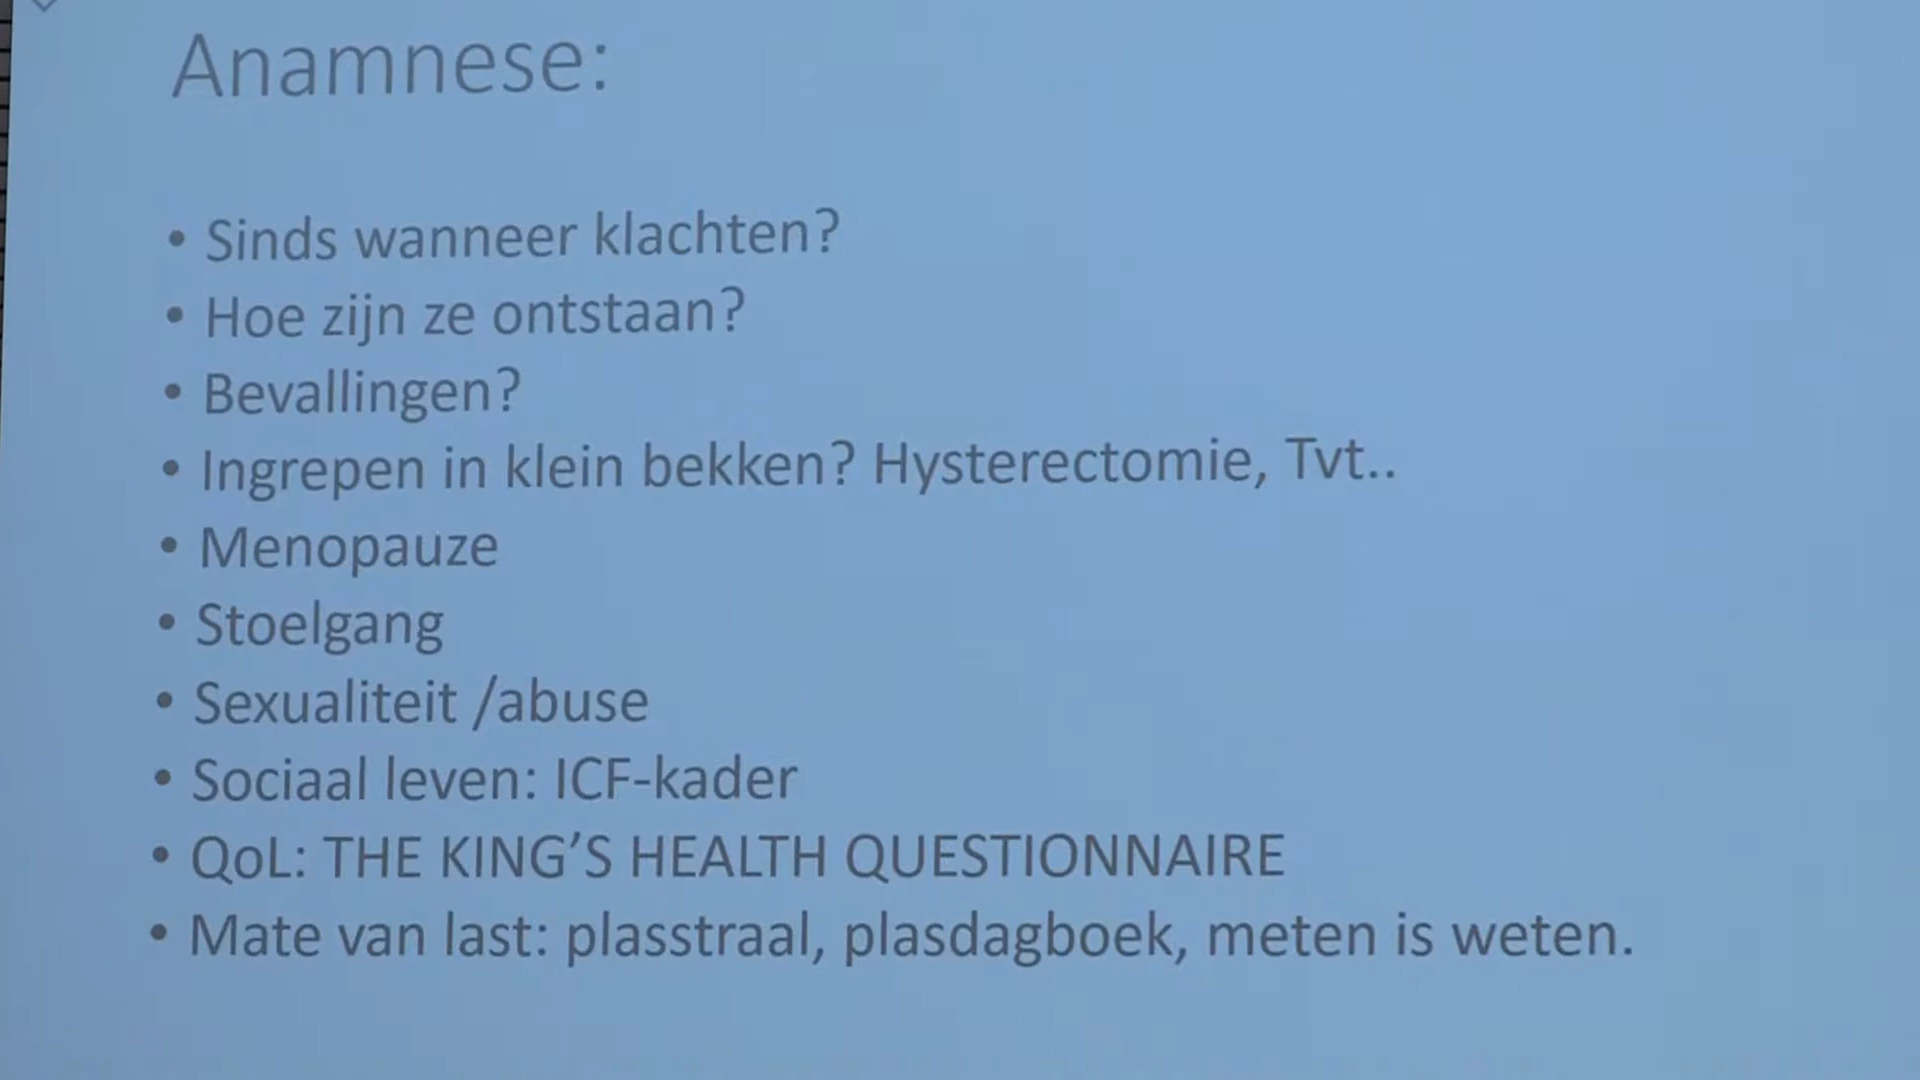 Anamnese:
• Sinds wanneer klachten?
• Hoe zijn ze ontstaan?
• Bevallingen?
• Ingrepen in klein bekken? Hysterectomie, Tvt..
• Menopauze
• Stoelgang
• Sexualiteit /abuse
• Sociaal leven: ICF-kader
• QoL: THE KING'S HEALTH QUESTIONNAIRE
• Mate van last: plasstraal, plasdagboek, meten is weten.